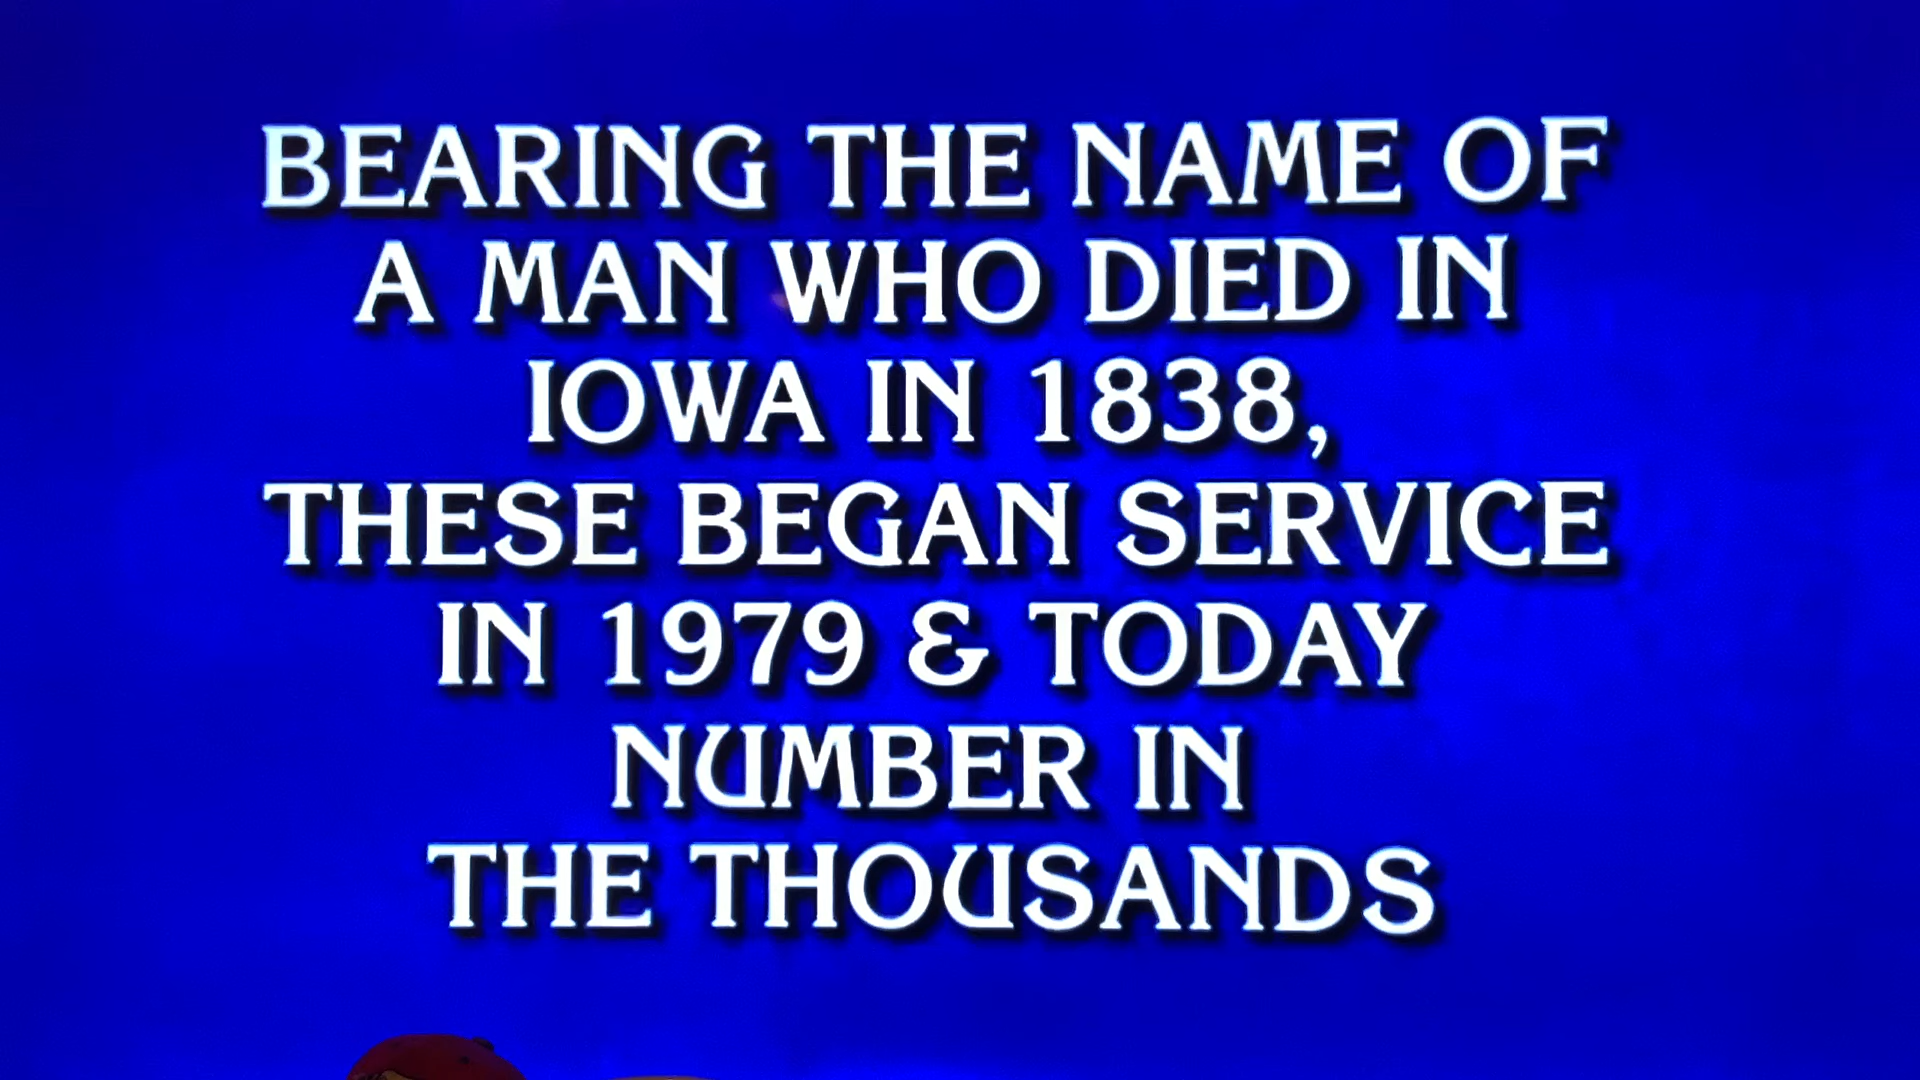 BEARING THE NAME OF
A MAN WHO DIED IN
IOWA IN 1838,
THESE BEGAN SERVICE
IN 1979 & TODAY
NUMBER IN
THE THOUSANDS